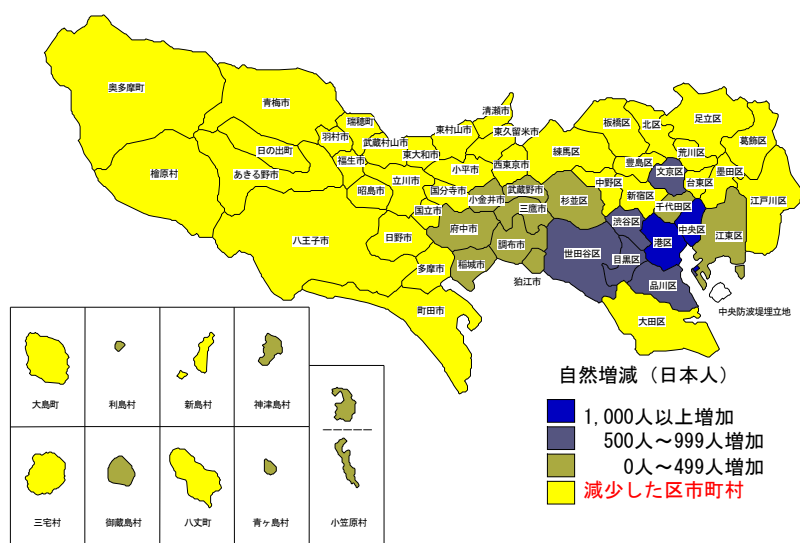 奥多摩町
青梅市
瑞穂町
羽村市
武蔵村山市
東村山市
清瀬市
東久留米市
東大和市
日の出町
福生市
あきる野市
檜原村
昭島市
立川市
小平市
西東京市
国分寺市
小金井市
武蔵野市
三鷹市
国立市
府中市
調布市
八王子市
日野市
多摩市
稲城市
狛江市
町田市
練馬区
板橋区
北区
足立区
葛飾区
荒川区
豊島区
文京区
台東区
墨田区
中野区
新宿区
千代田区
江戸川区
杉並区
渋谷区
港区
中央区
江東区
世田谷区
目黒区
品川区
大田区
中央防波堤埋立地
大島町
利島村
新島村
神津島村
三宅村
御蔵島村
八丈町
青ヶ島村
小笠原村
自然増減（日本人）
1,000人以上増加
500人～999人増加
0人～499人増加
減少した区市町村